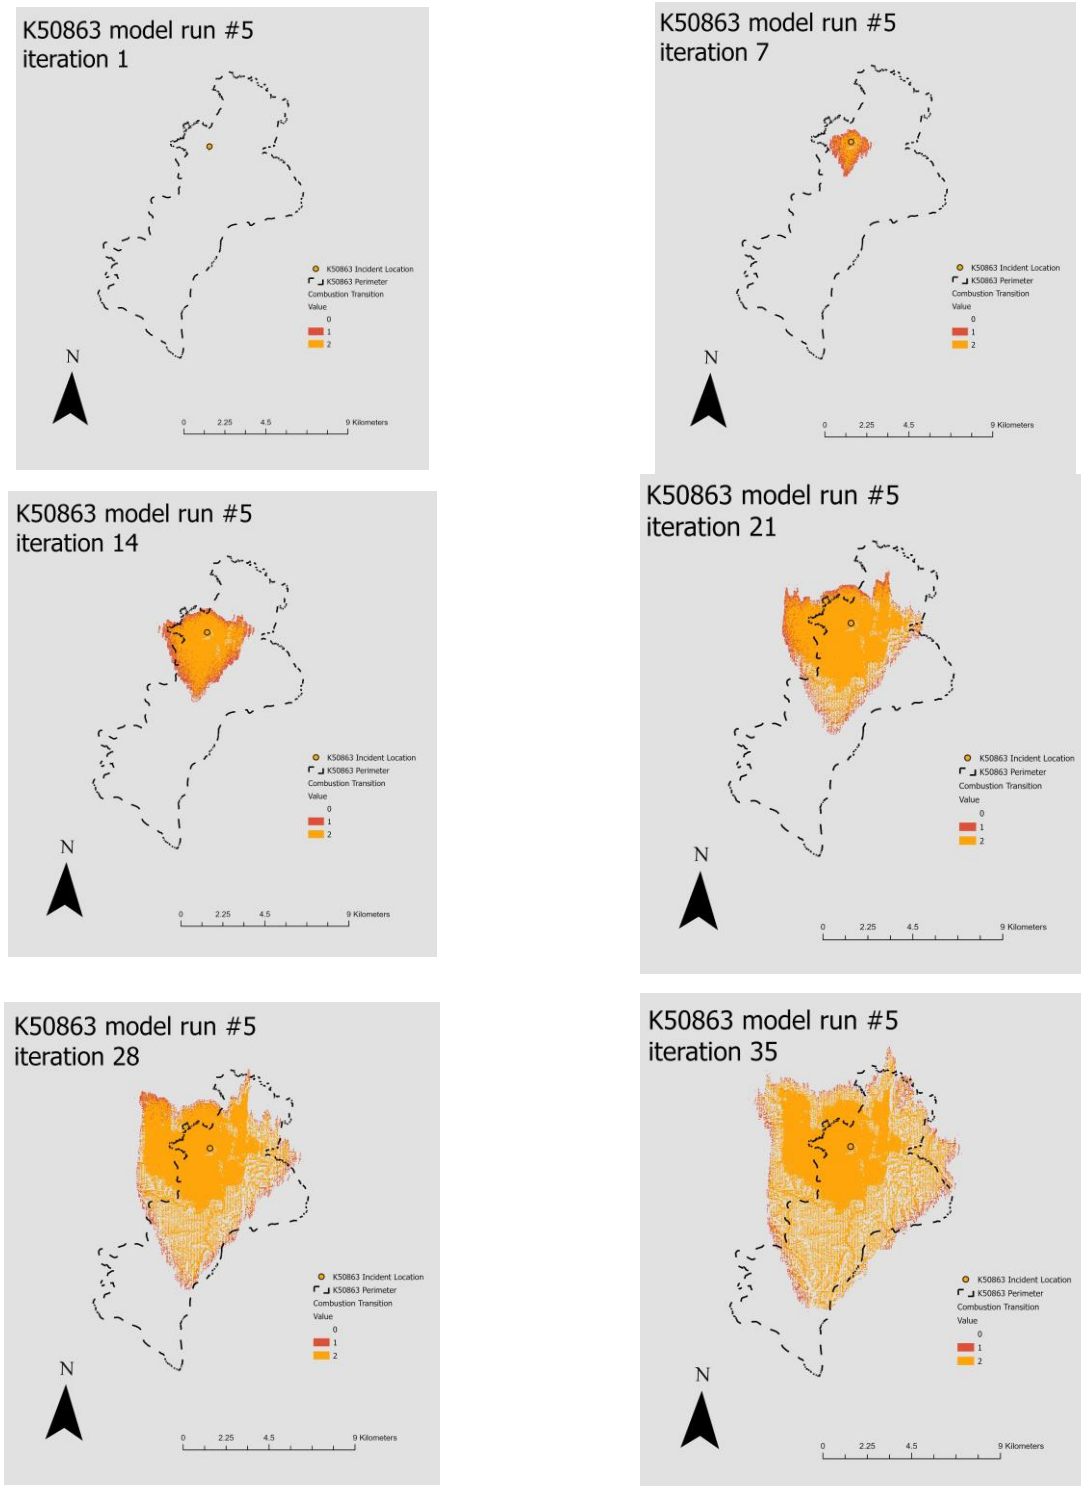 K50863 model run #5
iteration 1
K50863 Incident Location
K50863 Perimeter
Combustion Transition
Value
0
1
2
N
0 2.25 4.5 9 Kilometers
K50863 model run #5
iteration 7
K50863 Incident Location
K50863 Perimeter
Combustion Transition
Value
0
1
2
N
0 2.25 4.5 9 Kilometers
K50863 model run #5
iteration 14
K50863 Incident Location
K50863 Perimeter
Combustion Transition
Value
0
1
2
N
0 2.25 4.5 9 Kilometers
K50863 model run #5
iteration 21
K50863 Incident Location
K50863 Perimeter
Combustion Transition
Value
0
1
2
N
0 2.25 4.5 9 Kilometers
K50863 model run #5
iteration 28
K50863 Incident Location
K50863 Perimeter
Combustion Transition
Value
0
1
2
N
0 2.25 4.5 9 Kilometers
K50863 model run #5
iteration 35
K50863 Incident Location
K50863 Perimeter
Combustion Transition
Value
0
1
2
N
0 2.25 4.5 9 Kilometers